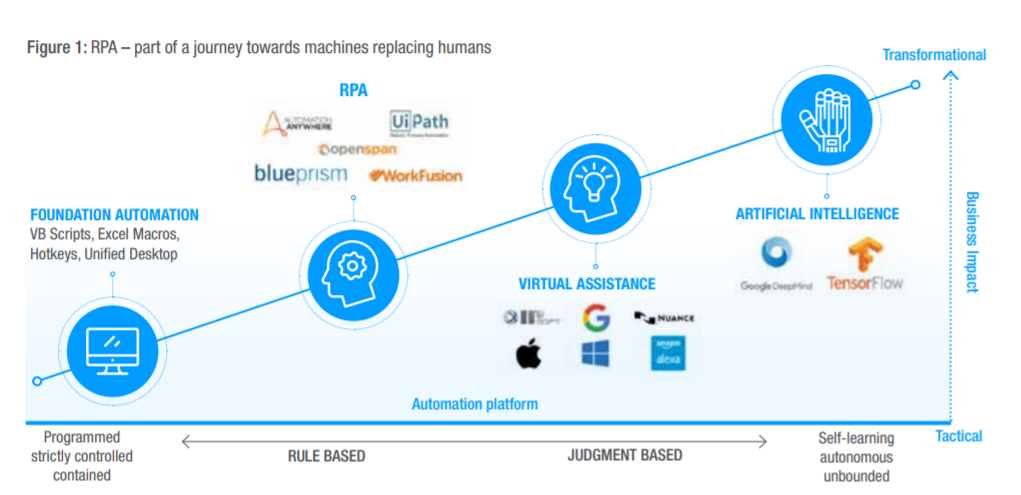 Figure 1: RPA – part of a journey towards machines replacing humans
Transformational
RPA
AUTOMATION
ANYWHERE
UiPath
openspan
blueprism
WorkFusion
FOUNDATION AUTOMATION
VB Scripts, Excel Macros,
Hotkeys, Unified Desktop
VIRTUAL ASSISTANCE
G
NUANCE
amazon
alexa
ARTIFICIAL INTELLIGENCE
Google DeepMind
TensorFlow
Business Impact
Automation platform
Programmed
strictly controlled
contained
RULE BASED
JUDGMENT BASED
Self-learning
autonomous
unbounded
Tactical